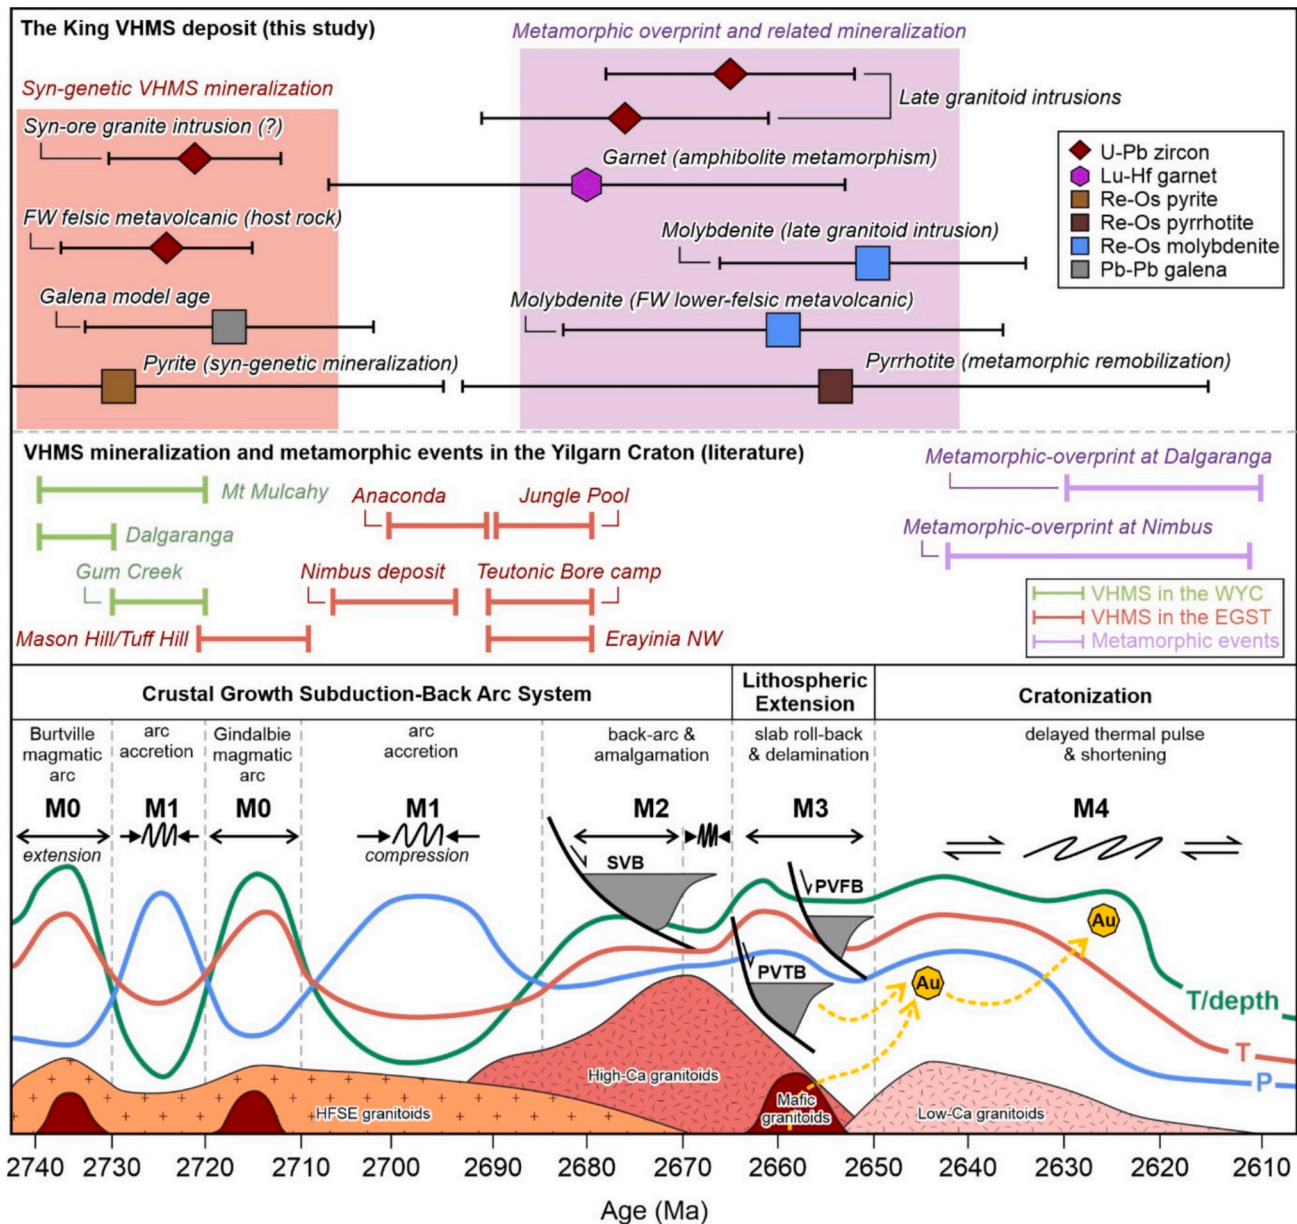 The King VHMS deposit (this study)
Metamorphic overprint and related mineralization
Syn-genetic VHMS mineralization
Late granitoid intrusions
Syn-ore granite intrusion (?)
Garnet (amphibolite metamorphism)
FW felsic metavolcanic (host rock)
Molybdenite (late granitoid intrusion)
Galena model age
Molybdenite (FW lower-felsic metavolcanic)
Pyrite (syn-genetic mineralization)
Pyrrhotite (metamorphic remobilization)
U-Pb zircon
Lu-Hf garnet
Re-Os pyrite
Re-Os pyrrhotite
Re-Os molybdenite
Pb-Pb galena
VHMS mineralization and metamorphic events in the Yilgarn Craton (literature)
Metamorphic-overprint at Dalgaranga
Mt Mulcahy
Anaconda
Jungle Pool
Dalgaranga
Metamorphic-overprint at Nimbus
Gum Creek
Nimbus deposit
Teutonic Bore camp
Mason Hill/Tuff Hill
Erayinia NW
VHMS in the WYC
VHMS in the EGST
Metamorphic events
Crustal Growth Subduction-Back Arc System
Lithospheric
Extension
Cratonization
Burtville
magmatic
arc
arc
accretion
Gindalbie
magmatic
arc
arc
accretion
back-arc &
amalgamation
slab roll-back
& delamination
delayed thermal pulse
& shortening
M0
M1
M0
M1
M2
M3
M4
extension
compression
SVB
PVFB
PVTB
Au
Au
T/depth
T
P
High-Ca granitoids
HFSE granitoids
Mafic
granitoids
Low-Ca granitoids
2740 2730 2720 2710 2700 2690 2680 2670 2660 2650 2640 2630 2620 2610
Age (Ma)